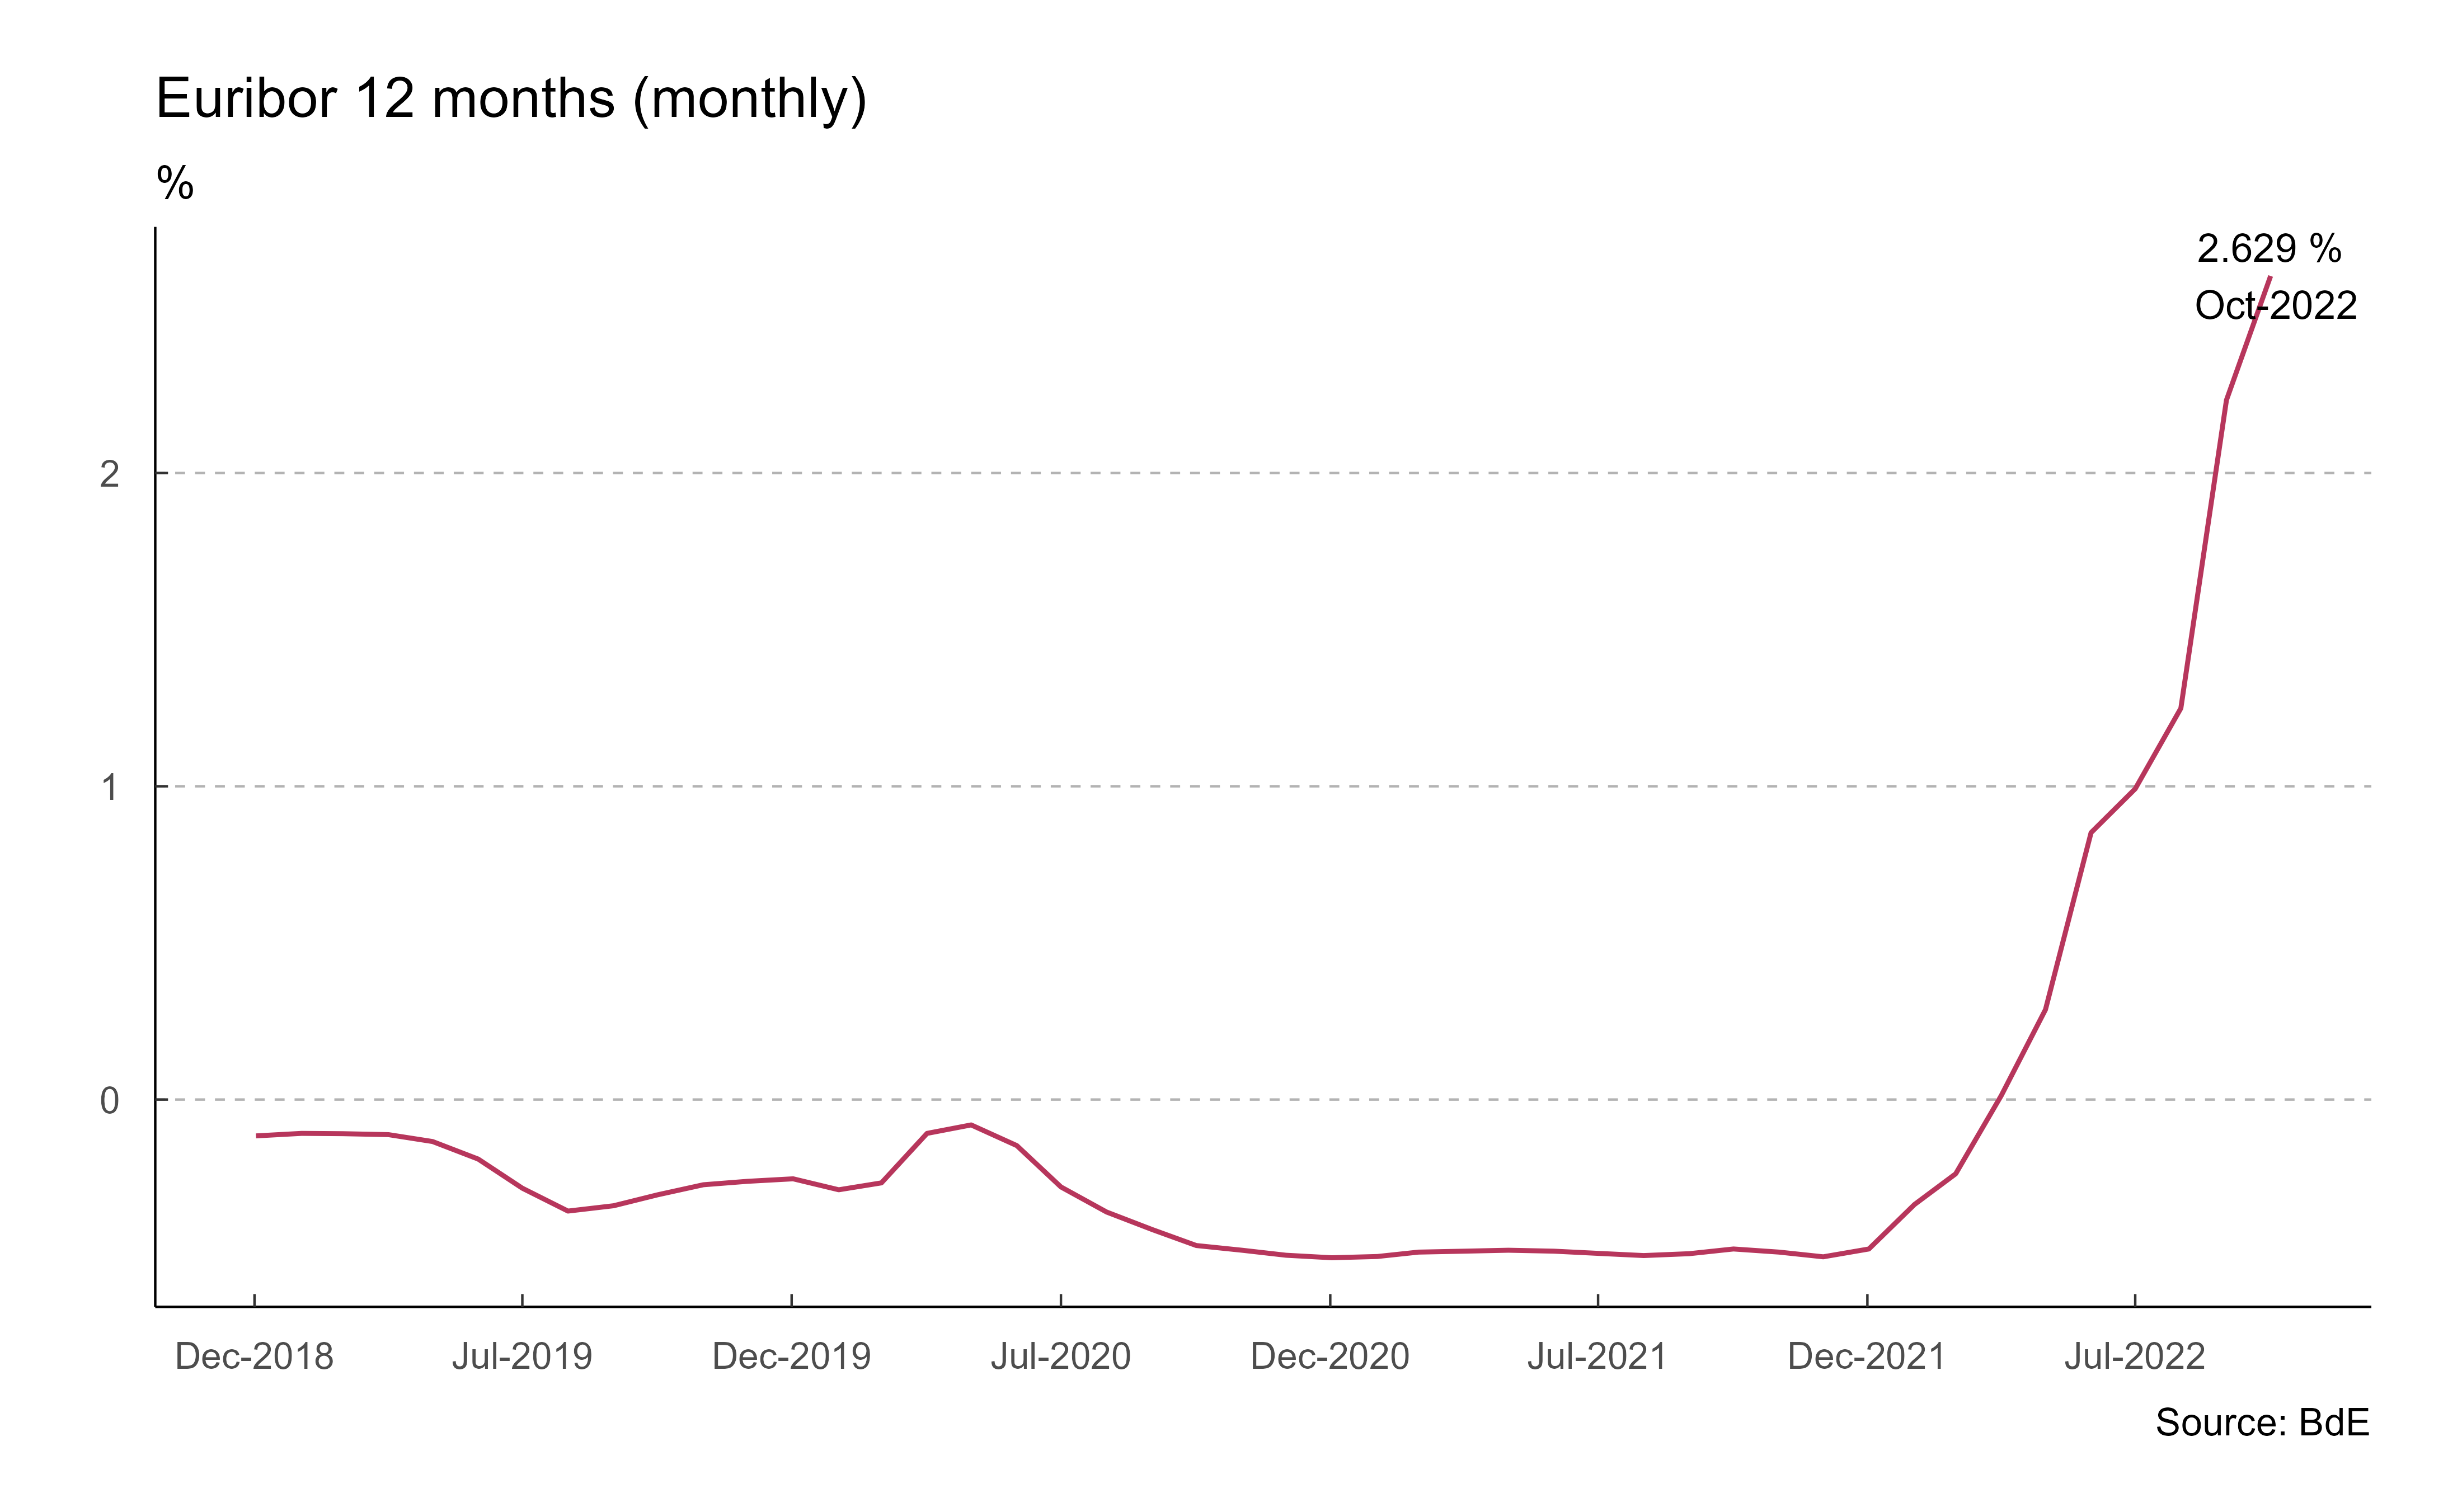 Euribor 12 months (monthly)
%
2.629 %
Oct-2022
2
1
0
Dec-2018 Jul-2019 Dec-2019 Jul-2020 Dec-2020 Jul-2021 Dec-2021 Jul-2022
Source: BdE